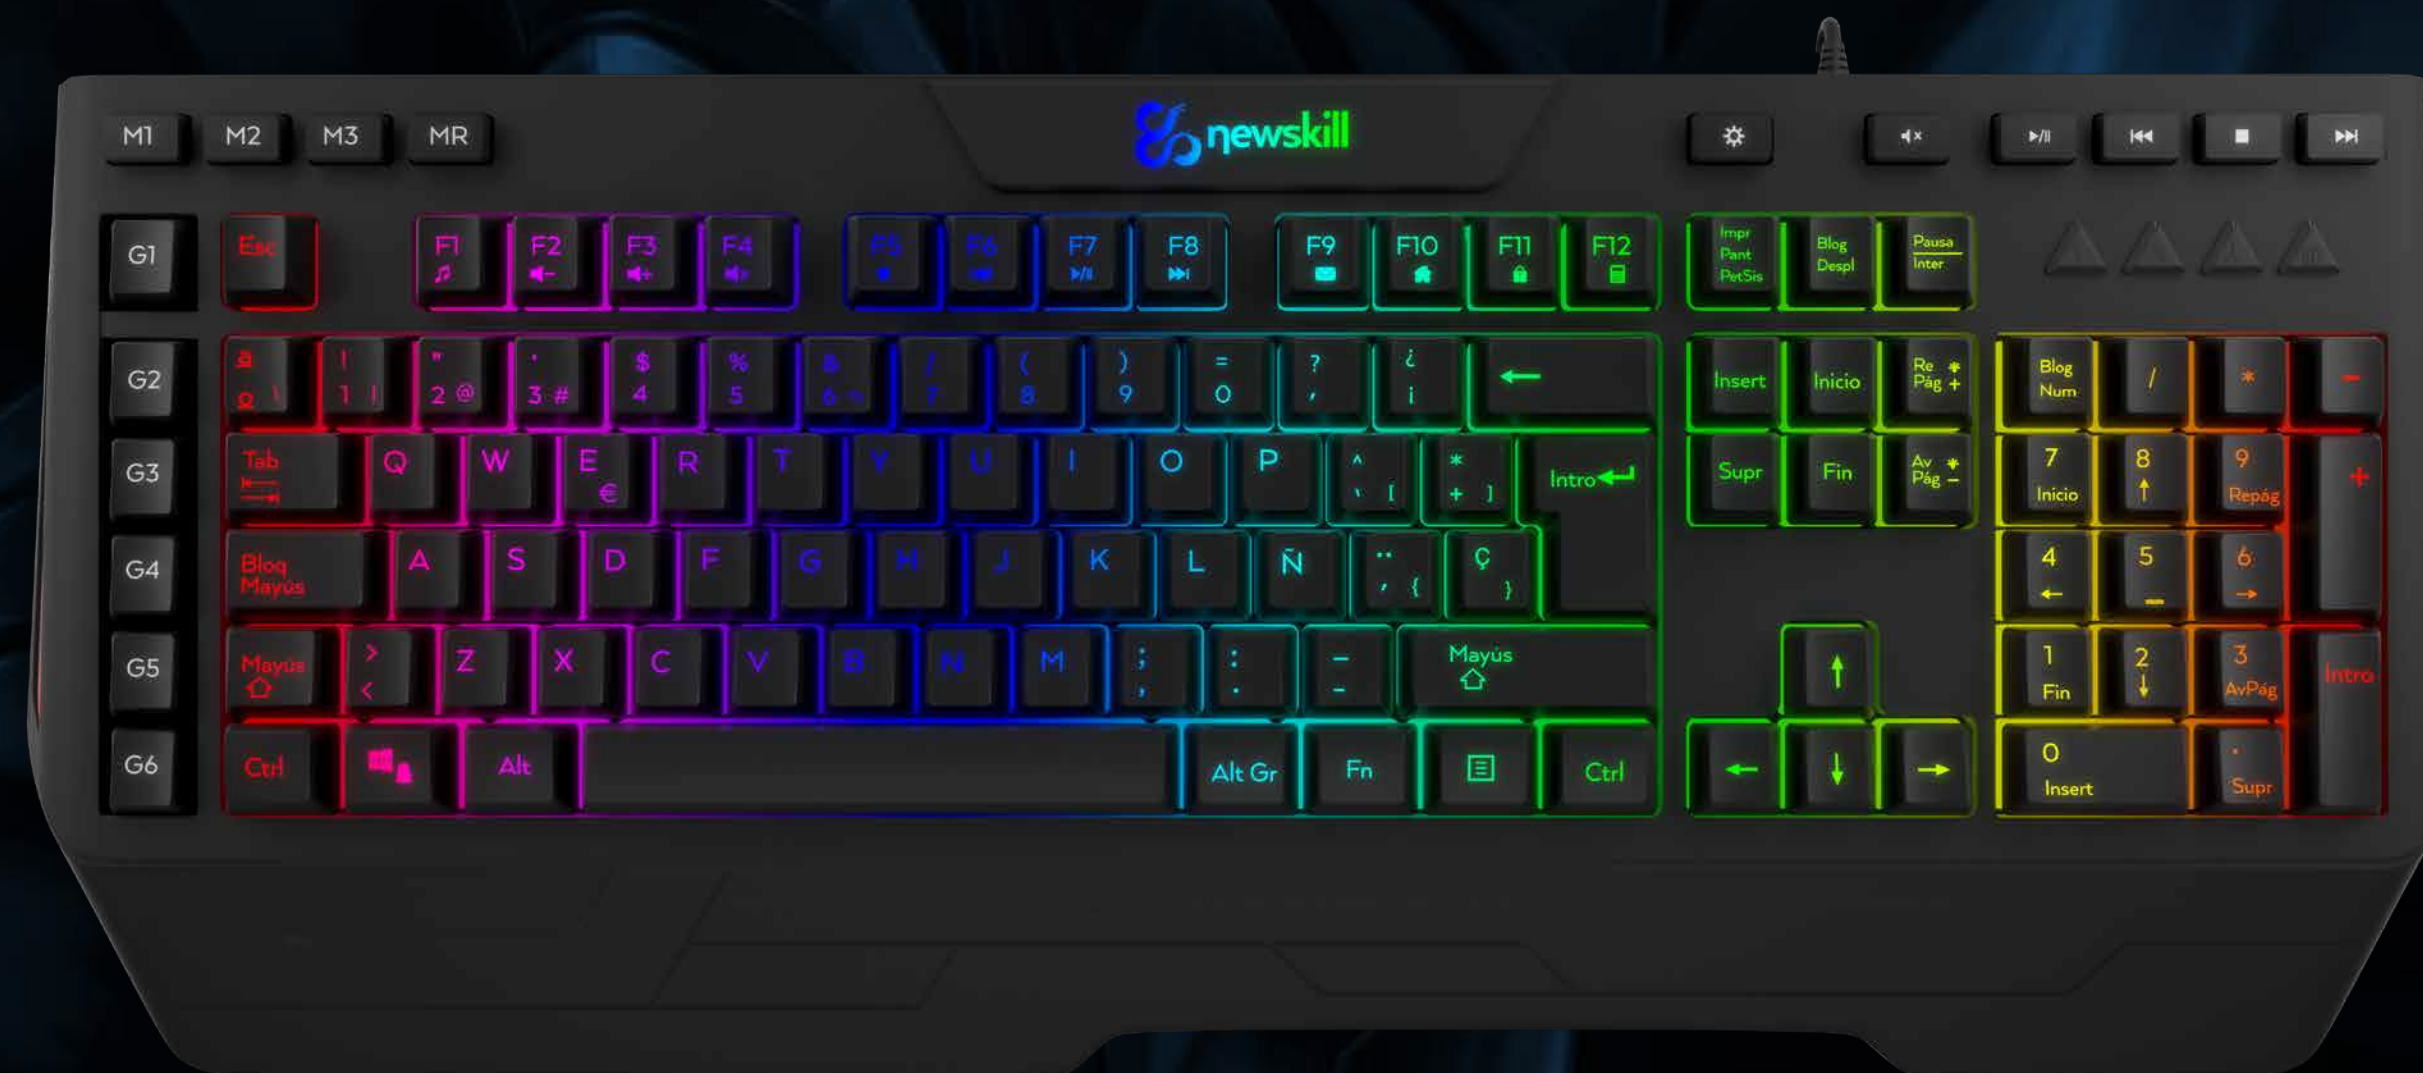 M1 M2 M3 MR newskill
G1 Esc F1 F2 F3 F4 F5 F6 F7 F8 F9 F10 F11 F12 Impr Pant PetSis Blog Despl Pausa Inter
G2 ª º \ ! 1 | " 2 @ · 3 # $ 4 % 5 & 6 ¬ / 7 ( 8 ) 9 = 0 ? ' ¿ ¡ ← Insert Inicio Re Pág + Blog Num / * -
G3 Tab Q W E € R T Y U I O P ^ ` [ * + ] Intro Supr Fin Av Pág - 7 Inicio 8 ↑ 9 Repág +
G4 Bloq Mayús A S D F G H J K L Ñ ¨ ´ { Ç } 4 ← 5 _ 6 →
G5 Mayús > < Z X C V B N M ; , : . _ - Mayús ↑ 1 Fin 2 ↓ 3 AvPág Intro
G6 Ctrl Alt Alt Gr Fn Ctrl ← ↓ → 0 Insert . Supr